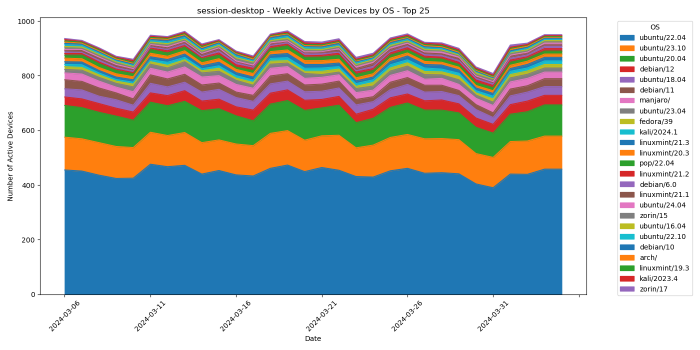 session-desktop - Weekly Active Devices by OS - Top 25
Number of Active Devices
1000
800
600
400
200
0
2024-03-06
2024-03-11
2024-03-16
2024-03-21
2024-03-26
2024-03-31
Date
OS
ubuntu/22.04
ubuntu/23.10
ubuntu/20.04
debian/12
ubuntu/18.04
debian/11
manjaro/
ubuntu/23.04
fedora/39
kali/2024.1
linuxmint/21.3
linuxmint/20.3
pop/22.04
linuxmint/21.2
debian/6.0
linuxmint/21.1
ubuntu/24.04
zorin/15
ubuntu/16.04
ubuntu/22.10
debian/10
arch/
linuxmint/19.3
kali/2023.4
zorin/17